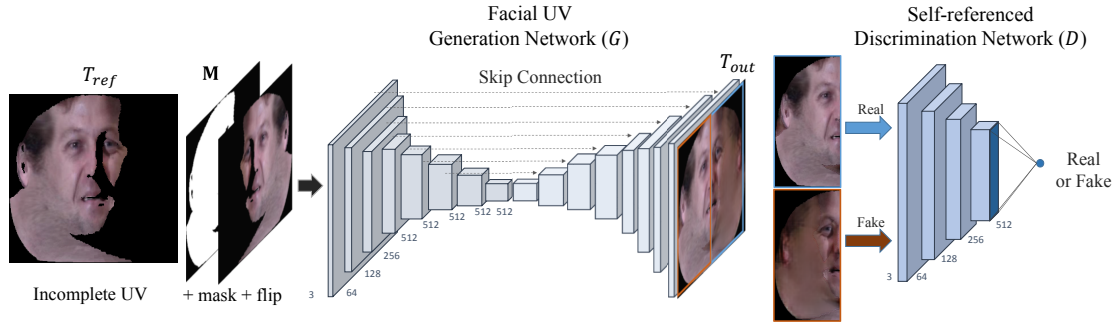 Facial UV
Generation Network (G)
Self-referenced
Discrimination Network (D)
T_ref
M
Skip Connection
T_out
Real
Fake
Real
or Fake
Incomplete UV
+ mask + flip
3
64
128
256
512
512
512
512
512
3
64
128
256
512